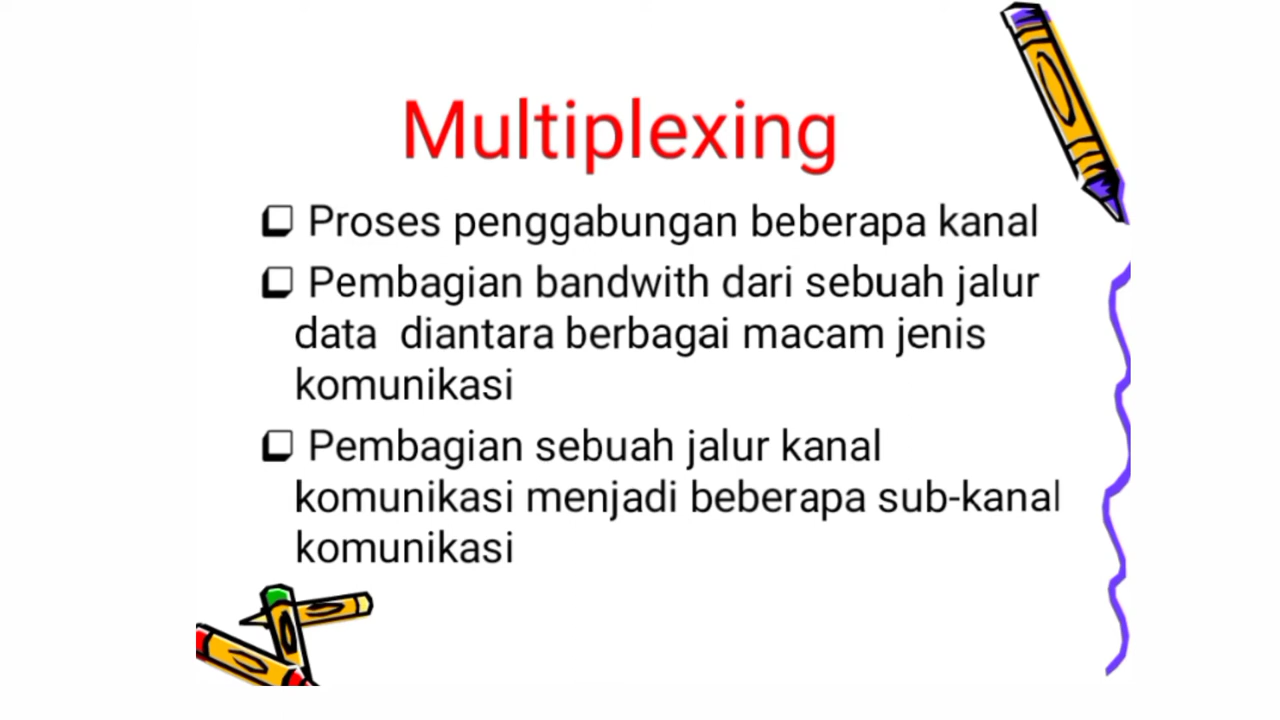 Multiplexing
❑ Proses penggabungan beberapa kanal
❑ Pembagian bandwith dari sebuah jalur
data diantara berbagai macam jenis
komunikasi
❑ Pembagian sebuah jalur kanal
komunikasi menjadi beberapa sub-kanal
komunikasi